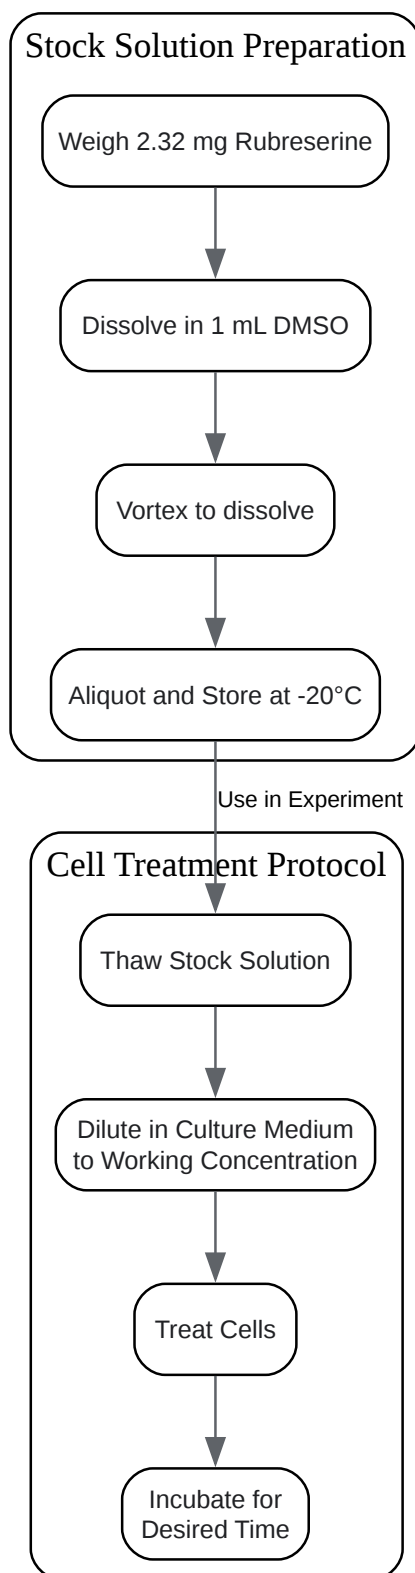 Stock Solution Preparation
Weigh 2.32 mg Rubreserine
Dissolve in 1 mL DMSO
Vortex to dissolve
Aliquot and Store at -20°C
Use in Experiment
Cell Treatment Protocol
Thaw Stock Solution
Dilute in Culture Medium
to Working Concentration
Treat Cells
Incubate for
Desired Time